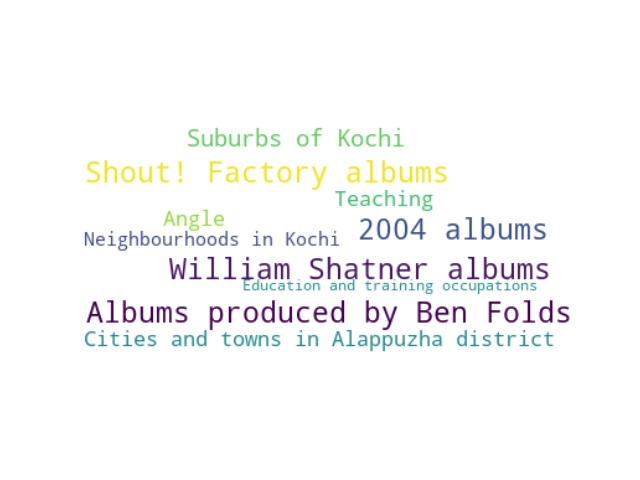 Suburbs of Kochi
Shout! Factory albums
Teaching
Angle
2004 albums
Neighbourhoods in Kochi
William Shatner albums
Education and training occupations
Albums produced by Ben Folds
Cities and towns in Alappuzha district